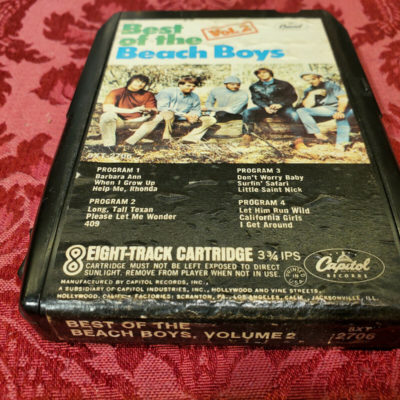 Best Vol.2
of the
Beach Boys
PROGRAM 1
Barbara Ann
When I Grow Up
Help Me, Rhonda
PROGRAM 2
Long, Tall Texan
Please Let Me Wonder
409
PROGRAM 3
Don't Worry Baby
Surfin' Safari
Little Saint Nick
PROGRAM 4
Let Him Run Wild
California Girls
I Get Around
8 EIGHT-TRACK CARTRIDGE 3¾ IPS
CARTRIDGE MUST NOT BE LEFT EXPOSED TO DIRECT
SUNLIGHT. REMOVE FROM PLAYER WHEN NOT IN USE.
Capitol
RECORDS
MANUFACTURED BY CAPITOL RECORDS, INC.,
A SUBSIDIARY OF CAPITOL INDUSTRIES, INC., HOLLYWOOD AND VINE STREETS,
HOLLYWOOD, CALIF. FACTORIES: SCRANTON, PA., LOS ANGELES, CALIF., JACKSONVILLE, ILL.
BEST OF THE
BEACH BOYS, VOLUME 2
8XT
2706